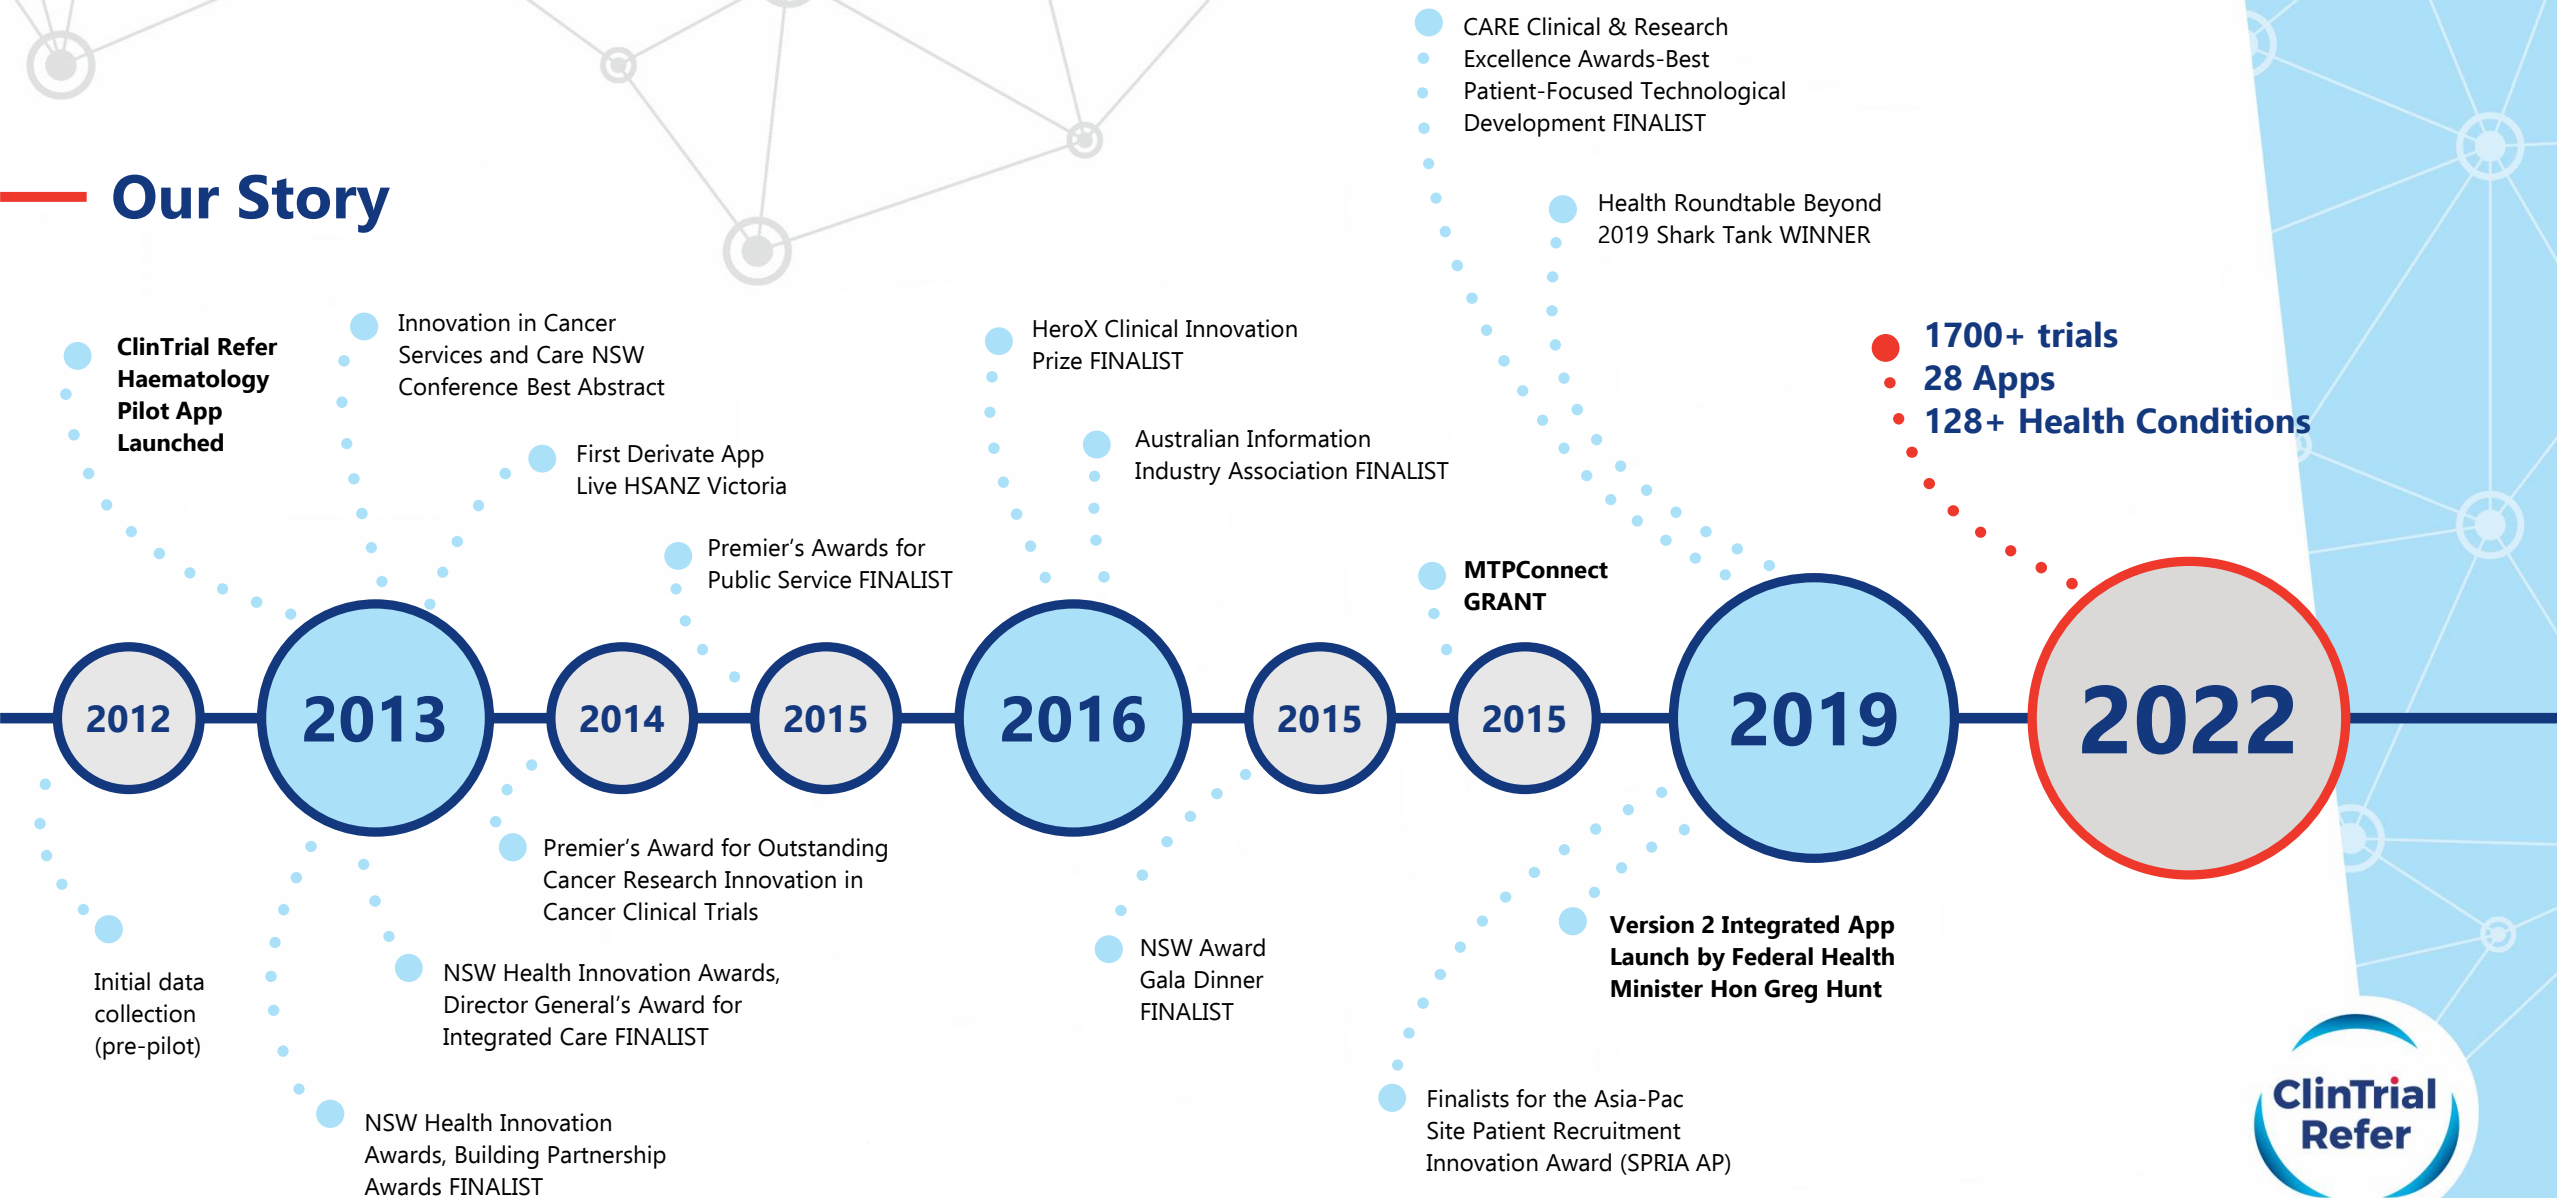 CARE Clinical & Research
Excellence Awards-Best
Patient-Focused Technological
Development FINALIST
Our Story
Health Roundtable Beyond
2019 Shark Tank WINNER
ClinTrial Refer
Haematology
Pilot App
Launched
Innovation in Cancer
Services and Care NSW
Conference Best Abstract
First Derivate App
Live HSANZ Victoria
Premier's Awards for
Public Service FINALIST
HeroX Clinical Innovation
Prize FINALIST
Australian Information
Industry Association FINALIST
MTPConnect
GRANT
1700+ trials
28 Apps
128+ Health Conditions
2012
2013
2014
2015
2016
2015
2015
2019
2022
Initial data
collection
(pre-pilot)
Premier's Award for Outstanding
Cancer Research Innovation in
Cancer Clinical Trials
NSW Health Innovation Awards,
Director General's Award for
Integrated Care FINALIST
NSW Health Innovation
Awards, Building Partnership
Awards FINALIST
NSW Award
Gala Dinner
FINALIST
Version 2 Integrated App
Launch by Federal Health
Minister Hon Greg Hunt
Finalists for the Asia-Pac
Site Patient Recruitment
Innovation Award (SPRIA AP)
ClinTrial
Refer